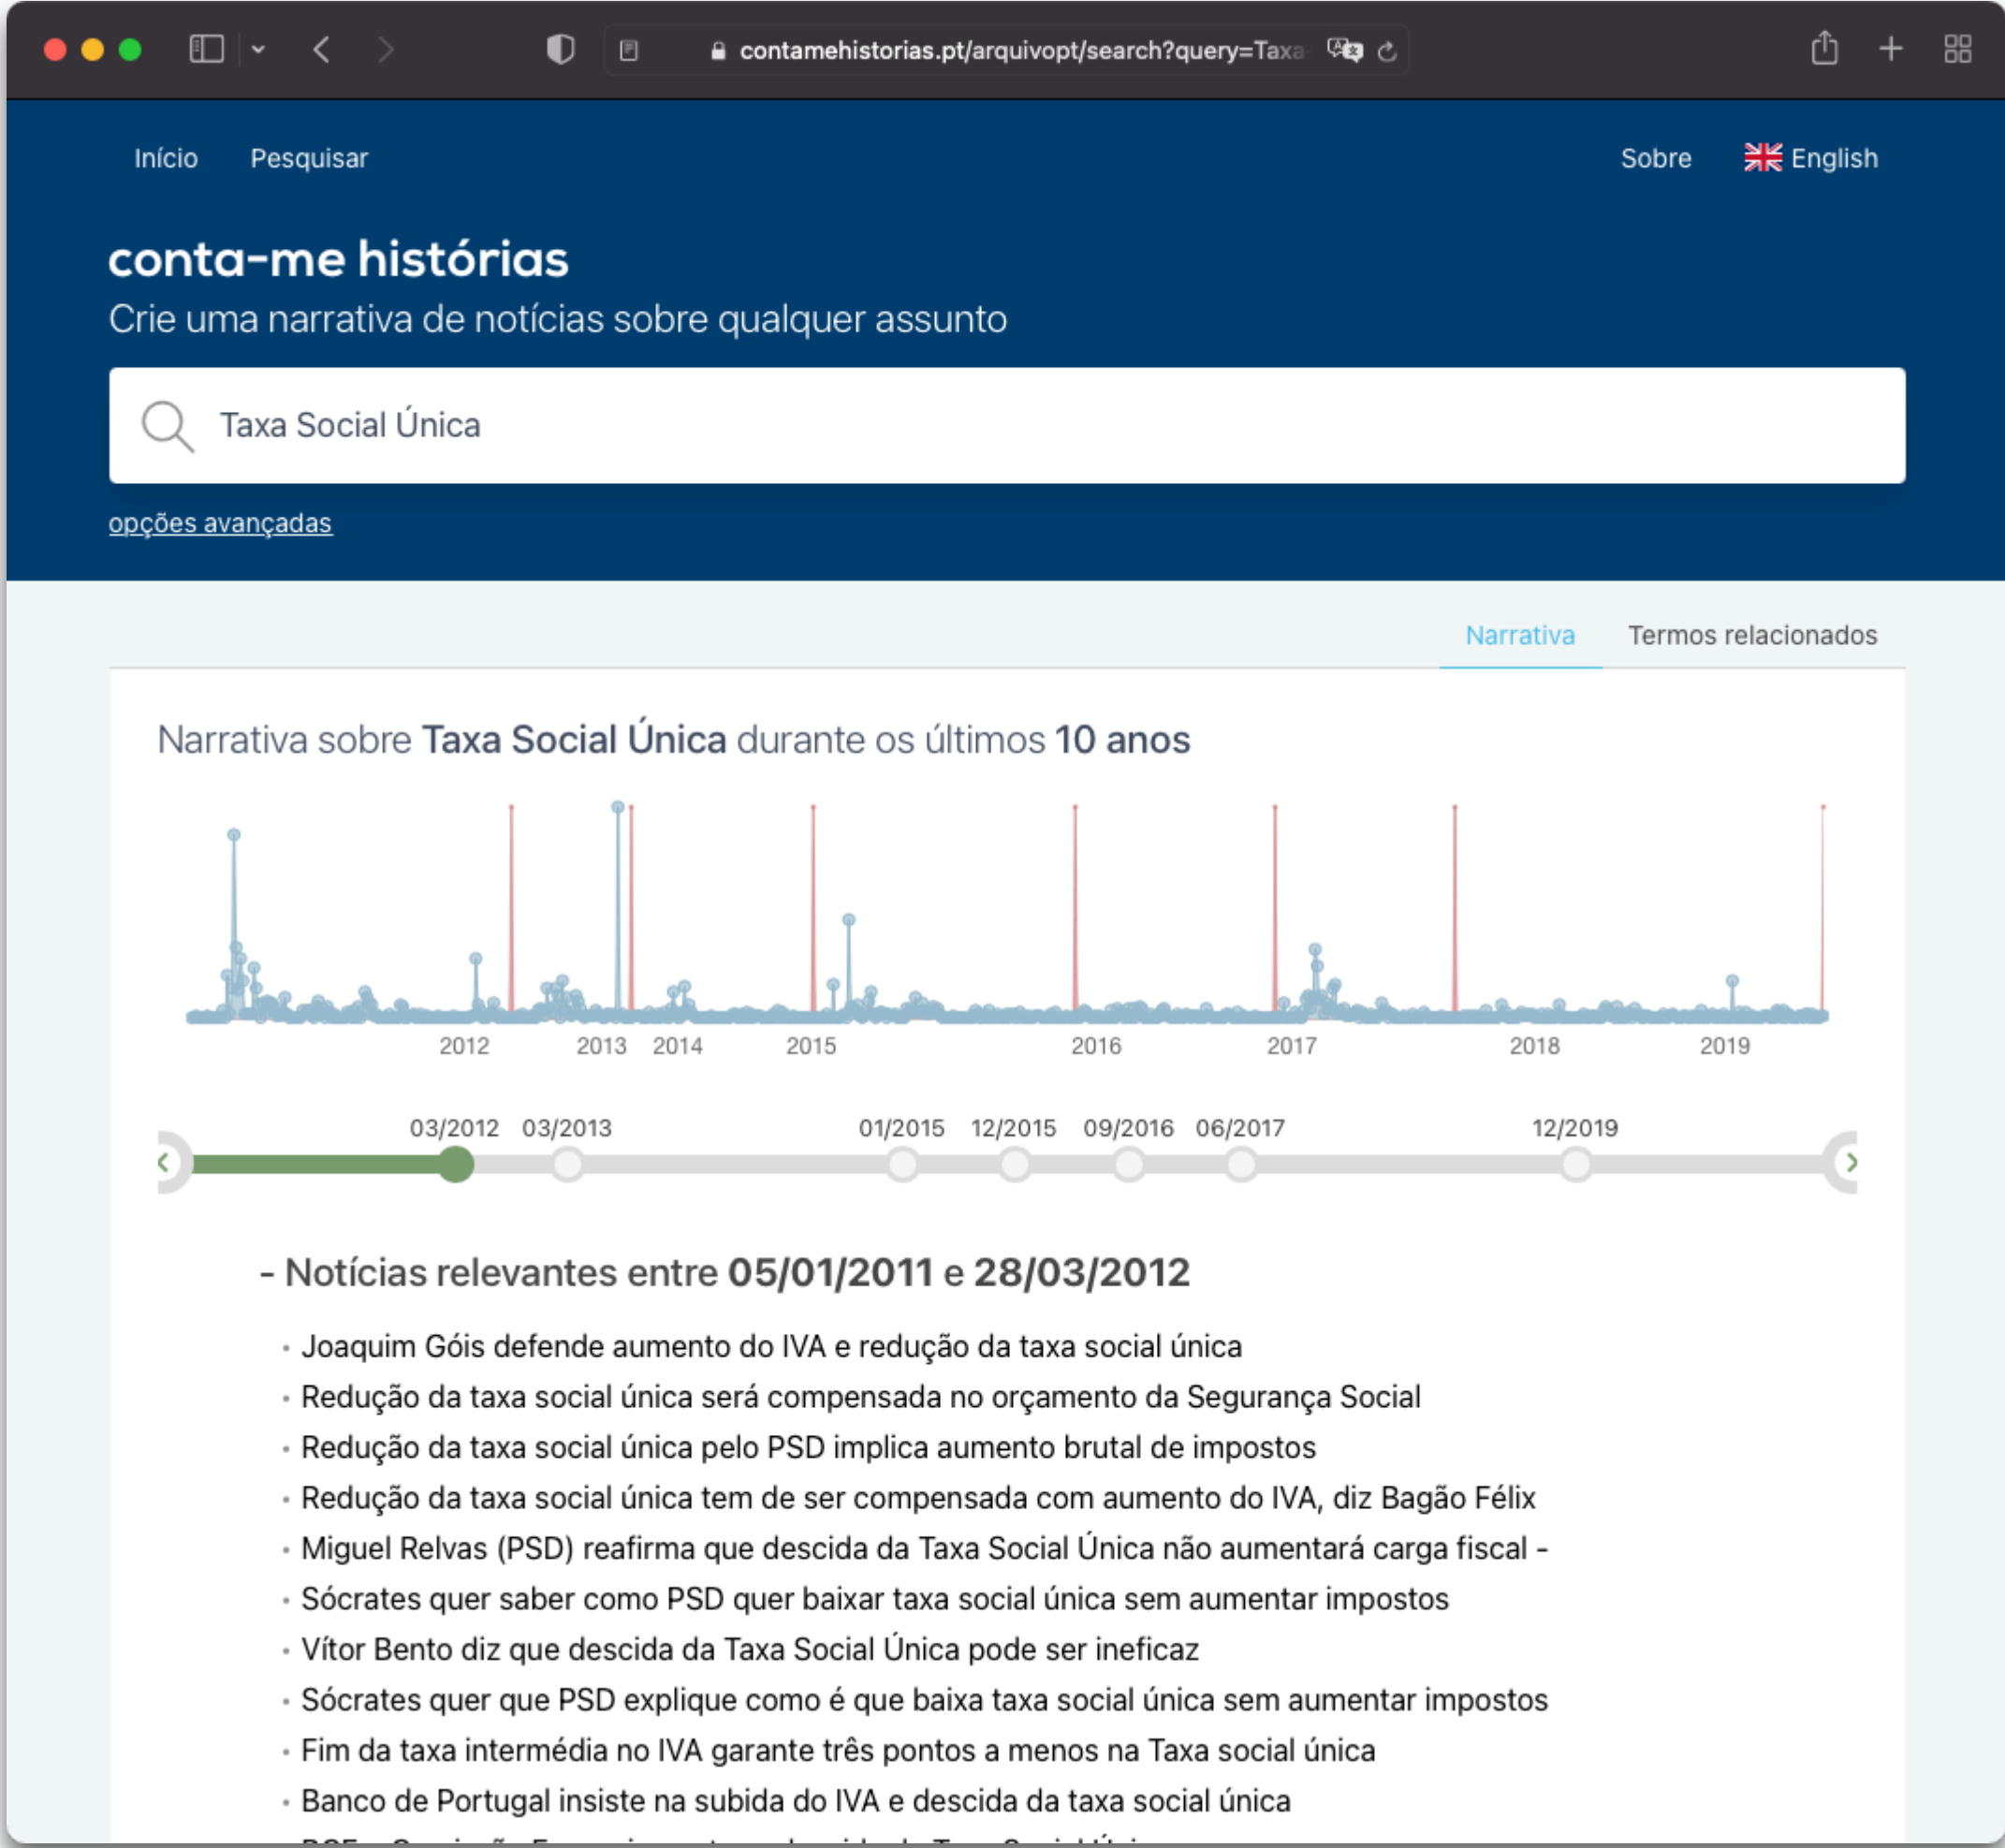 contamehistorias.pt/arquivopt/search?query=Taxa
Início Pesquisar Sobre English
conta-me histórias
Crie uma narrativa de notícias sobre qualquer assunto
Taxa Social Única
opções avançadas
Narrativa Termos relacionados
Narrativa sobre Taxa Social Única durante os últimos 10 anos
2012 2013 2014 2015 2016 2017 2018 2019
03/2012 03/2013 01/2015 12/2015 09/2016 06/2017 12/2019
- Notícias relevantes entre 05/01/2011 e 28/03/2012
· Joaquim Góis defende aumento do IVA e redução da taxa social única
· Redução da taxa social única será compensada no orçamento da Segurança Social
· Redução da taxa social única pelo PSD implica aumento brutal de impostos
· Redução da taxa social única tem de ser compensada com aumento do IVA, diz Bagão Félix
· Miguel Relvas (PSD) reafirma que descida da Taxa Social Única não aumentará carga fiscal -
· Sócrates quer saber como PSD quer baixar taxa social única sem aumentar impostos
· Vítor Bento diz que descida da Taxa Social Única pode ser ineficaz
· Sócrates quer que PSD explique como é que baixa taxa social única sem aumentar impostos
· Fim da taxa intermédia no IVA garante três pontos a menos na Taxa social única
· Banco de Portugal insiste na subida do IVA e descida da taxa social única